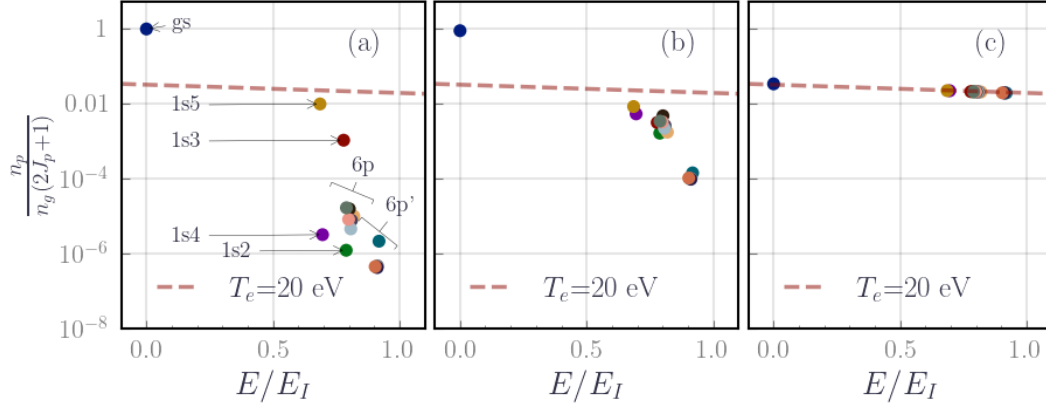 n_p / n_g(2J_p+1)
1
0.01
10^{-4}
10^{-6}
10^{-8}
(a)
gs
1s5
1s3
6p
6p'
1s4
1s2
T_e=20 eV
0.0 0.5 1.0
E/E_I
(b)
T_e=20 eV
0.0 0.5 1.0
E/E_I
(c)
T_e=20 eV
0.0 0.5 1.0
E/E_I